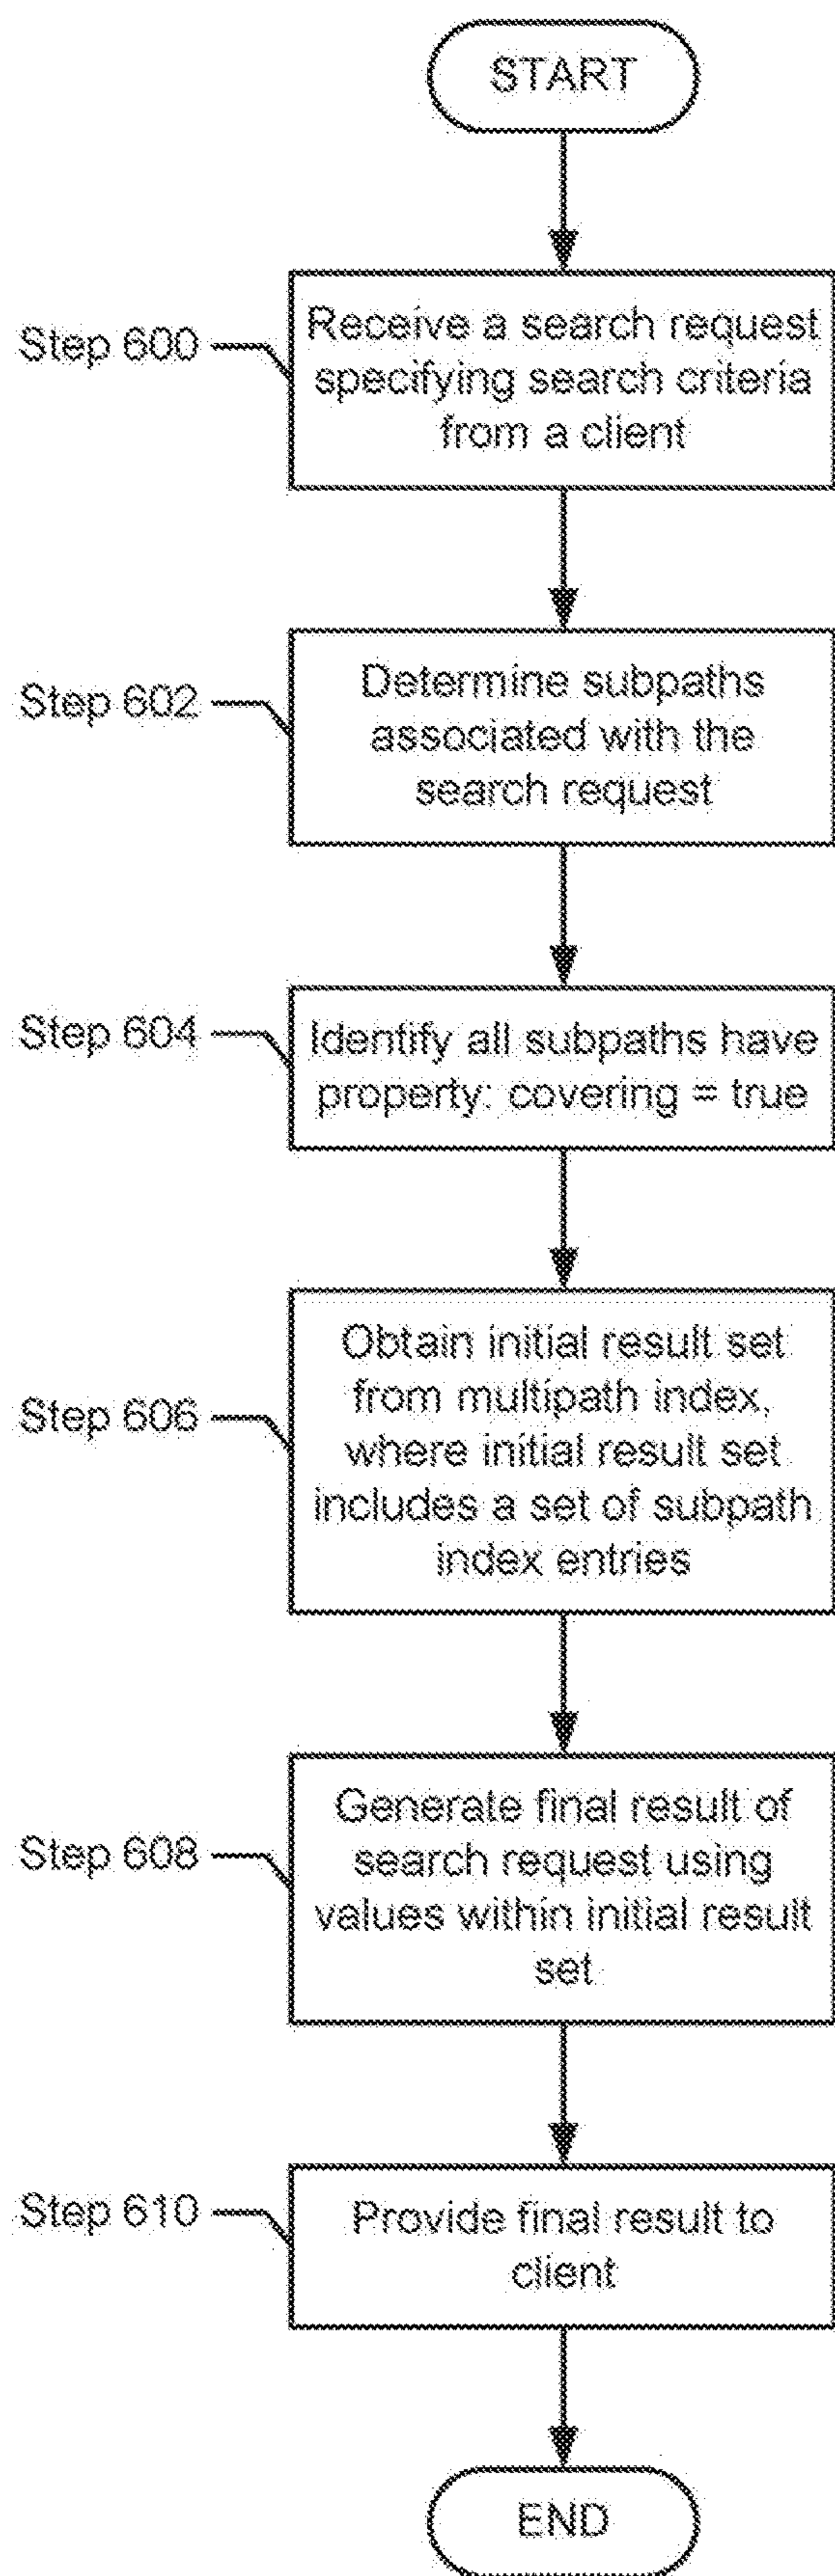 START
Step 600
Receive a search request
specifying search criteria
from a client
Step 602
Determine subpaths
associated with the
search request
Step 604
Identify all subpaths have
property: covering = true
Step 606
Obtain initial result set
from multipath index,
where initial result set
includes a set of subpath
index entries
Step 608
Generate final result of
search request using
values within initial result
set
Step 610
Provide final result to
client
END